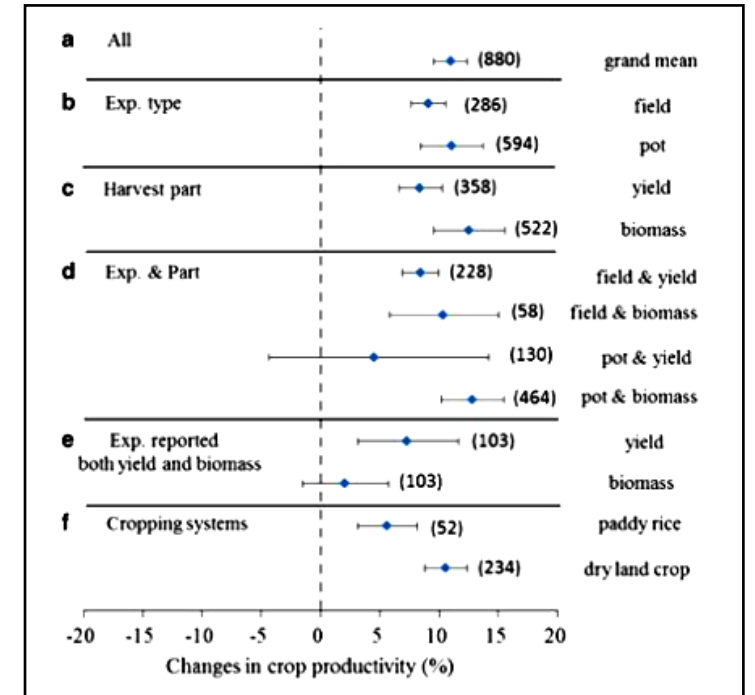 a All
(880) grand mean
b Exp. type (286) field
(594) pot
c Harvest part (358) yield
(522) biomass
d Exp. & Part (228) field & yield
(58) field & biomass
(130) pot & yield
(464) pot & biomass
e Exp. reported (103) yield
both yield and biomass
(103) biomass
f Cropping systems (52) paddy rice
(234) dry land crop
-20 -15 -10 -5 0 5 10 15 20
Changes in crop productivity (%)